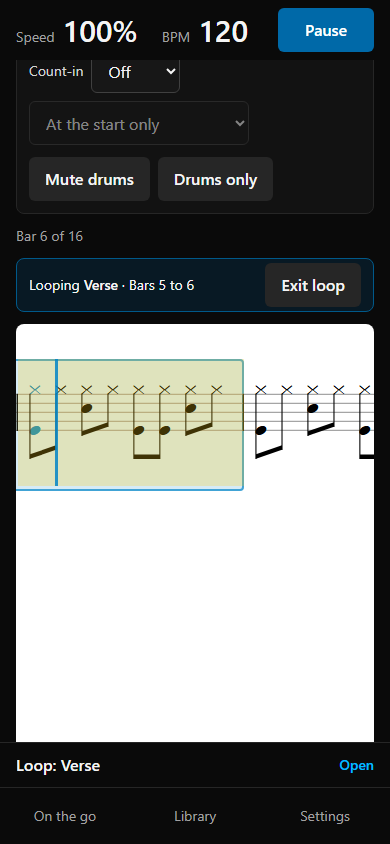 Speed 100% BPM 120 Pause
Count-in Off
At the start only
Mute drums Drums only
Bar 6 of 16
Looping Verse · Bars 5 to 6 Exit loop
Loop: Verse Open
On the go Library Settings